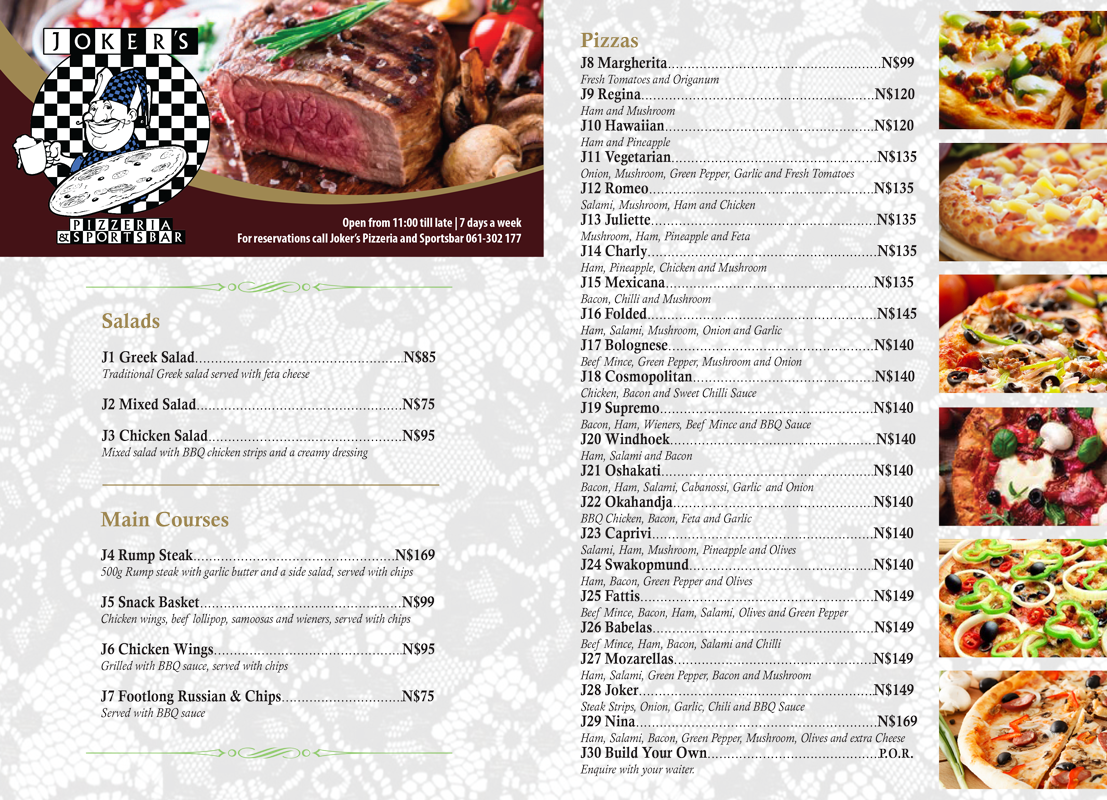 JOKER'S
PIZZERIA
& SPORTSBAR
Open from 11:00 till late | 7 days a week
For reservations call Joker's Pizzeria and Sportsbar 061-302 177
Salads
J1 Greek Salad..........N$85
Traditional Greek salad served with feta cheese
J2 Mixed Salad..........N$75
J3 Chicken Salad..........N$95
Mixed salad with BBQ chicken strips and a creamy dressing
Main Courses
J4 Rump Steak..........N$169
500g Rump steak with garlic butter and a side salad, served with chips
J5 Snack Basket..........N$99
Chicken wings, beef lollipop, samoosas and wieners, served with chips
J6 Chicken Wings..........N$95
Grilled with BBQ sauce, served with chips
J7 Footlong Russian & Chips..........N$75
Served with BBQ sauce
Pizzas
J8 Margherita..........N$99
Fresh Tomatoes and Origanum
J9 Regina..........N$120
Ham and Mushroom
J10 Hawaiian..........N$120
Ham and Pineapple
J11 Vegetarian..........N$135
Onion, Mushroom, Green Pepper, Garlic and Fresh Tomatoes
J12 Romeo..........N$135
Salami, Mushroom, Ham and Chicken
J13 Juliette..........N$135
Mushroom, Ham, Pineapple and Feta
J14 Charly..........N$135
Ham, Pineapple, Chicken and Mushroom
J15 Mexicana..........N$135
Bacon, Chilli and Mushroom
J16 Folded..........N$145
Ham, Salami, Mushroom, Onion and Garlic
J17 Bolognese..........N$140
Beef Mince, Green Pepper, Mushroom and Onion
J18 Cosmopolitan..........N$140
Chicken, Bacon and Sweet Chilli Sauce
J19 Supremo..........N$140
Bacon, Ham, Wieners, Beef Mince and BBQ Sauce
J20 Windhoek..........N$140
Ham, Salami and Bacon
J21 Oshakati..........N$140
Bacon, Ham, Salami, Cabanossi, Garlic and Onion
J22 Okahandja..........N$140
BBQ Chicken, Bacon, Feta and Garlic
J23 Caprivi..........N$140
Salami, Ham, Mushroom, Pineapple and Olives
J24 Swakopmund..........N$140
Ham, Bacon, Green Pepper and Olives
J25 Fattis..........N$149
Beef Mince, Bacon, Ham, Salami, Olives and Green Pepper
J26 Babelas..........N$149
Beef Mince, Ham, Bacon, Salami and Chilli
J27 Mozarellas..........N$149
Ham, Salami, Green Pepper, Bacon and Mushroom
J28 Joker..........N$149
Steak Strips, Onion, Garlic, Chili and BBQ Sauce
J29 Nina..........N$169
Ham, Salami, Bacon, Green Pepper, Mushroom, Olives and extra Cheese
J30 Build Your Own..........P.O.R.
Enquire with your waiter.